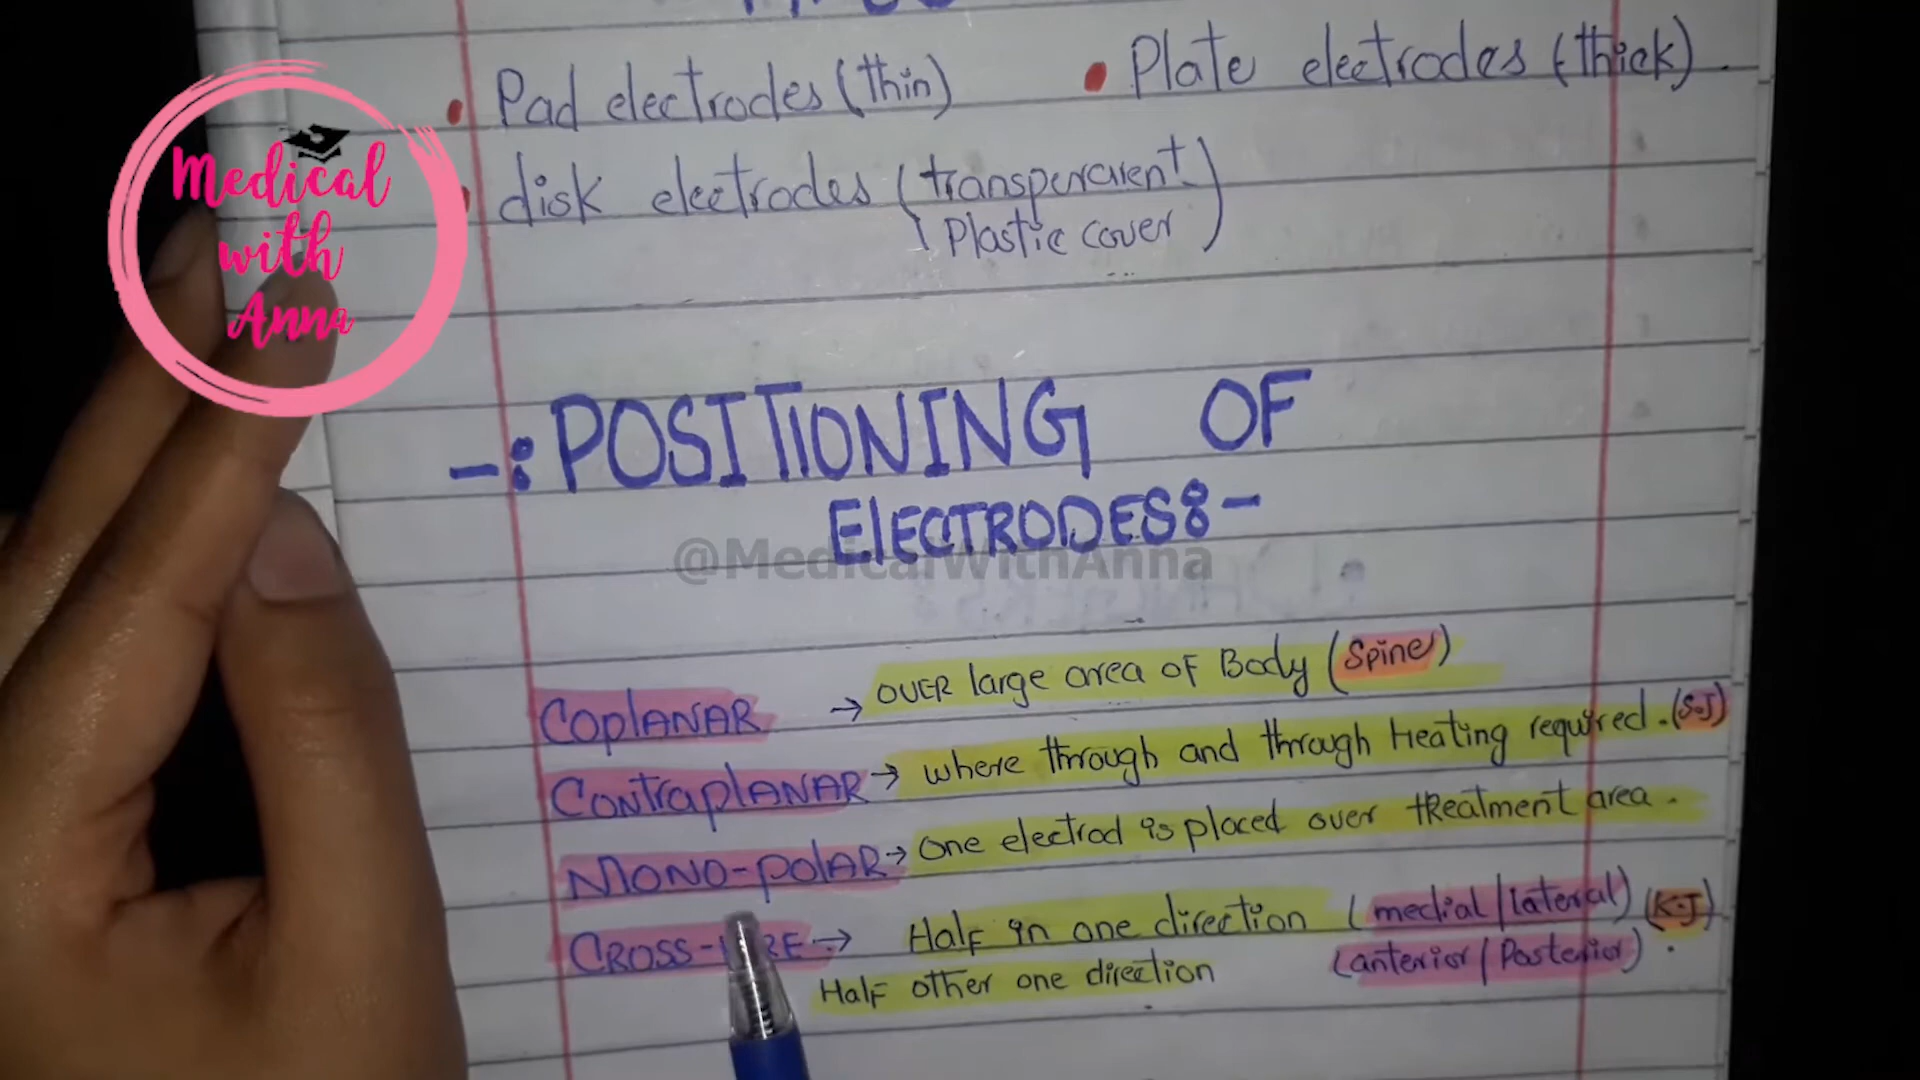 Pad electrodes (thin) • Plate electrodes (thick).
disk electrodes (transperarent
Plastic cover)
Medical
with
Anna
-:POSITIONING OF
ELECTRODES:-
@MedicalWithAnna
COPLANAR → OVER large area of Body (Spine)
CONTRAPLANAR → where through and through Heating required. (S.J)
MONO-POLAR → One electrod is placed over tReatment area.
CROSS-FIRE → Half in one direction (medial/lateral) (K.J)
Half other one direction (anterior/Posterior).